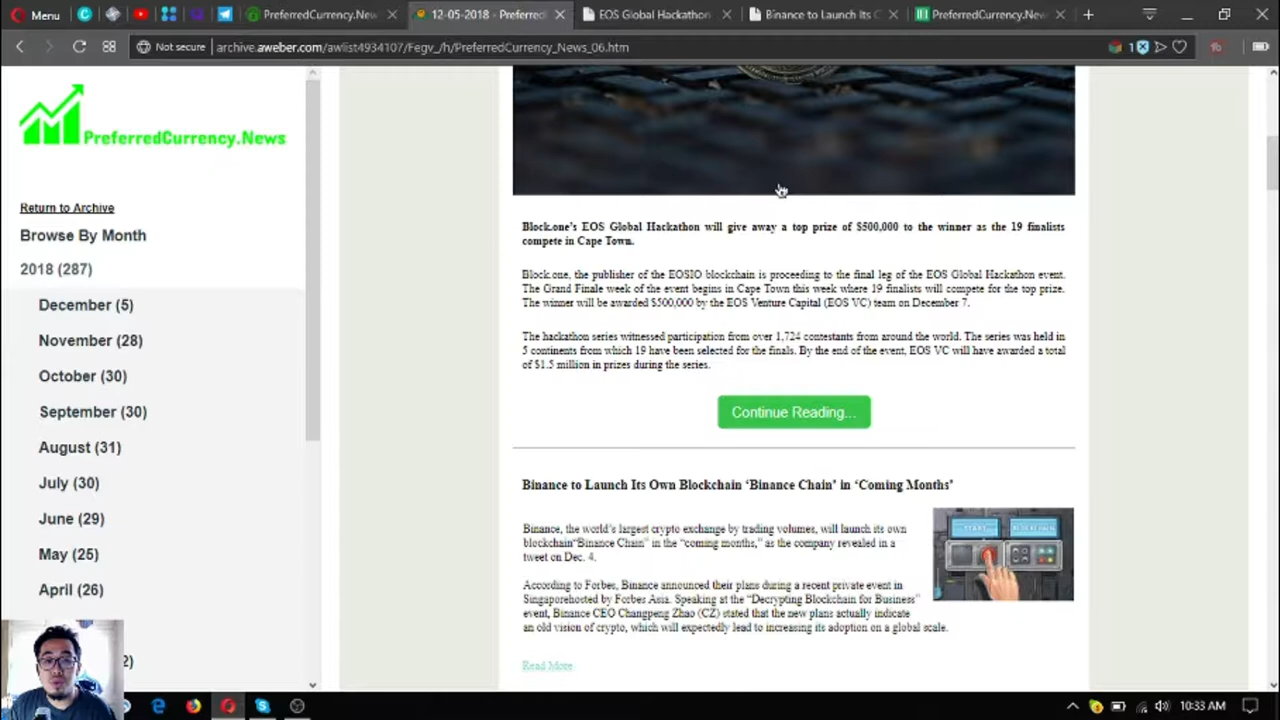 Menu
PreferredCurrency.New
12-05-2018 - Preferred
EOS Global Hackathon
Binance to Launch Its C
PreferredCurrency.New
Not secure
archive.aweber.com/awlist4934107/Fegv_/h/PreferredCurrency_News_06.htm
1
PreferredCurrency.News
Return to Archive
Browse By Month
2018 (287)
December (5)
November (28)
October (30)
September (30)
August (31)
July (30)
June (29)
May (25)
April (26)
2)
Block.one's EOS Global Hackathon will give away a top prize of $500,000 to the winner as the 19 finalists
compete in Cape Town.
Block.one, the publisher of the EOSIO blockchain is proceeding to the final leg of the EOS Global Hackathon event.
The Grand Finale week of the event begins in Cape Town this week where 19 finalists will compete for the top prize.
The winner will be awarded $500,000 by the EOS Venture Capital (EOS VC) team on December 7.
The hackathon series witnessed participation from over 1,724 contestants from around the world. The series was held in
5 continents from which 19 have been selected for the finals. By the end of the event, EOS VC will have awarded a total
of $1.5 million in prizes during the series.
Continue Reading...
Binance to Launch Its Own Blockchain 'Binance Chain' in 'Coming Months'
Binance, the world's largest crypto exchange by trading volumes, will launch its own
blockchain"Binance Chain" in the "coming months," as the company revealed in a
tweet on Dec. 4.
According to Forbes, Binance announced their plans during a recent private event in
Singaporehosted by Forbes Asia. Speaking at the "Decrypting Blockchain for Business"
event, Binance CEO Changpeng Zhao (CZ) stated that the new plans actually indicate
an old vision of crypto, which will expectedly lead to increasing its adoption on a global scale.
Read More
START
10:33 AM